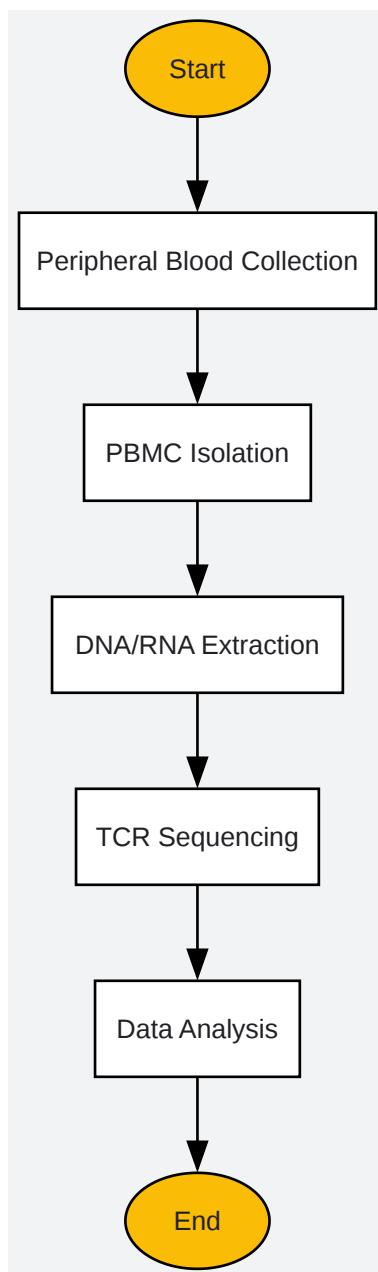 Start
Peripheral Blood Collection
PBMC Isolation
DNA/RNA Extraction
TCR Sequencing
Data Analysis
End